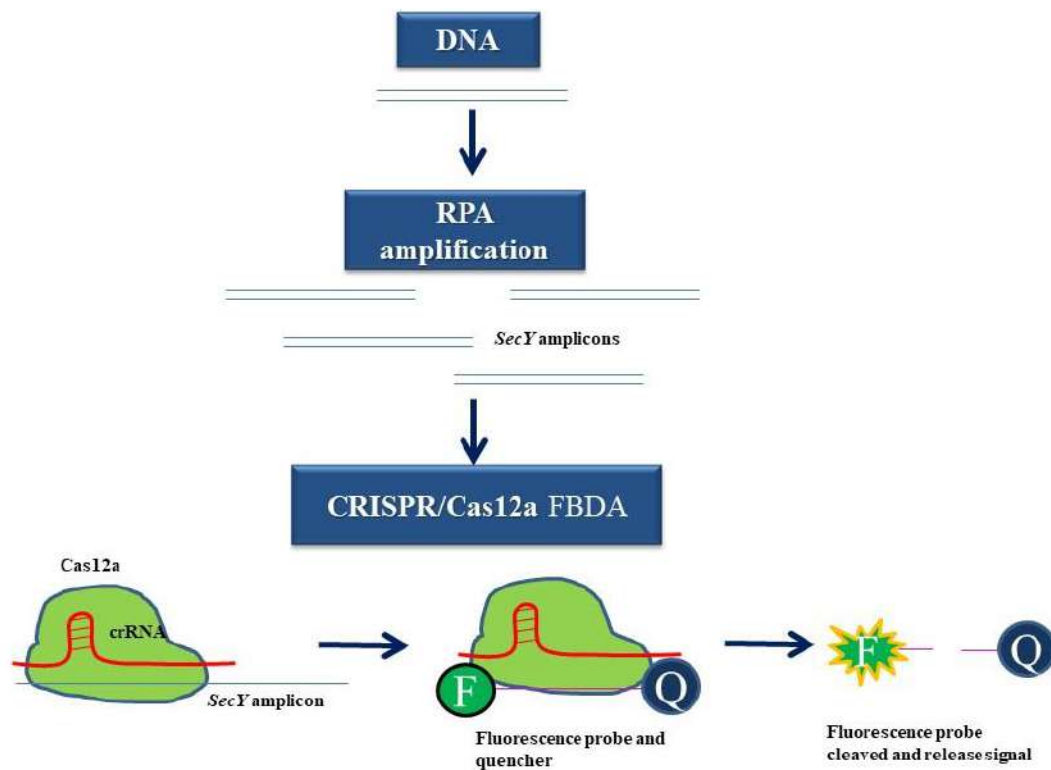 DNA
RPA
amplification
SecY amplicons
CRISPR/Cas12a FBDA
Cas12a
crRNA
SecY amplicon
F
Q
Fluorescence probe and
quencher
F
Q
Fluorescence probe
cleaved and release signal